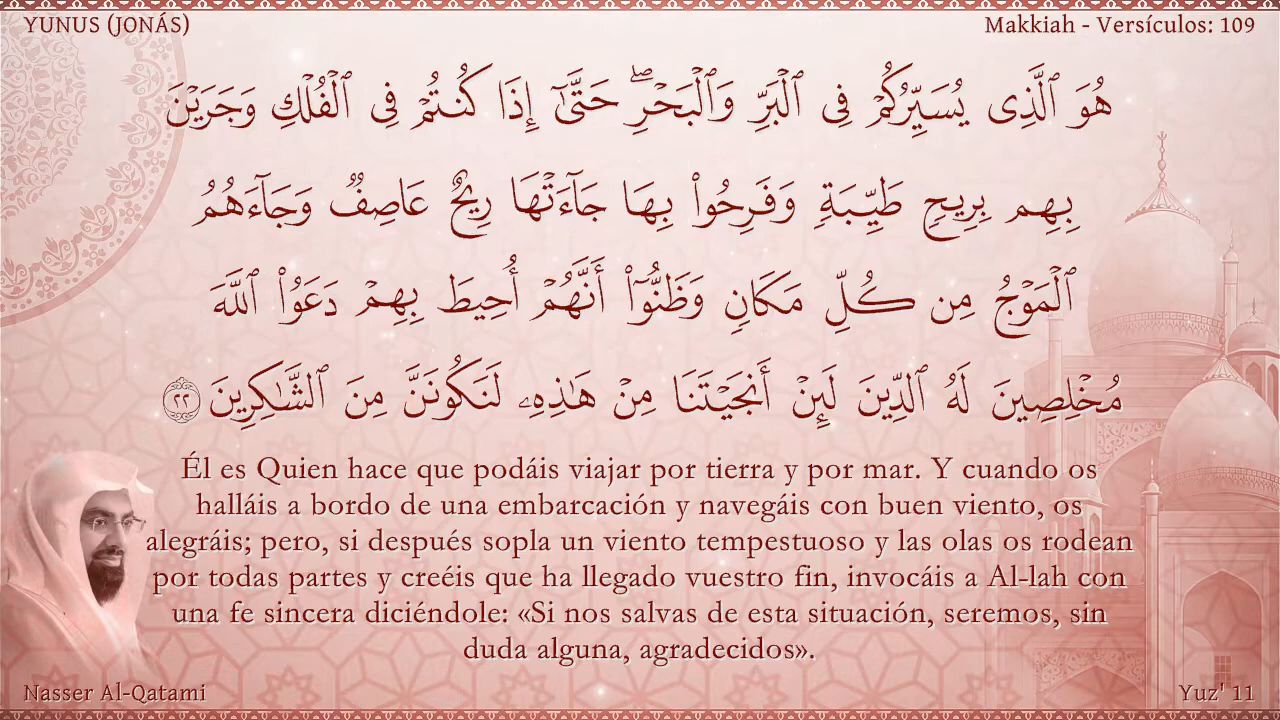 YUNUS (JONÁS)
Makkiah - Versículos: 109
هُوَ ٱلَّذِى يُسَيِّرُكُمْ فِى ٱلْبَرِّ وَٱلْبَحْرِ ۖ حَتَّىٰٓ إِذَا كُنتُمْ فِى ٱلْفُلْكِ وَجَرَيْنَ
بِهِم بِرِيحٍ طَيِّبَةٍ وَفَرِحُوا۟ بِهَا جَآءَتْهَا رِيحٌ عَاصِفٌ وَجَآءَهُمُ
ٱلْمَوْجُ مِن كُلِّ مَكَانٍ وَظَنُّوٓا۟ أَنَّهُمْ أُحِيطَ بِهِمْ دَعَوُا۟ ٱللَّهَ
مُخْلِصِينَ لَهُ ٱلدِّينَ لَئِنْ أَنجَيْتَنَا مِنْ هَـٰذِهِۦ لَنَكُونَنَّ مِنَ ٱلشَّـٰكِرِينَ ٢٢
Él es Quien hace que podáis viajar por tierra y por mar. Y cuando os
halláis a bordo de una embarcación y navegáis con buen viento, os
alegráis; pero, si después sopla un viento tempestuoso y las olas os rodean
por todas partes y creéis que ha llegado vuestro fin, invocáis a Al-lah con
una fe sincera diciéndole: «Si nos salvas de esta situación, seremos, sin
duda alguna, agradecidos».
Nasser Al-Qatami
Yuz' 11